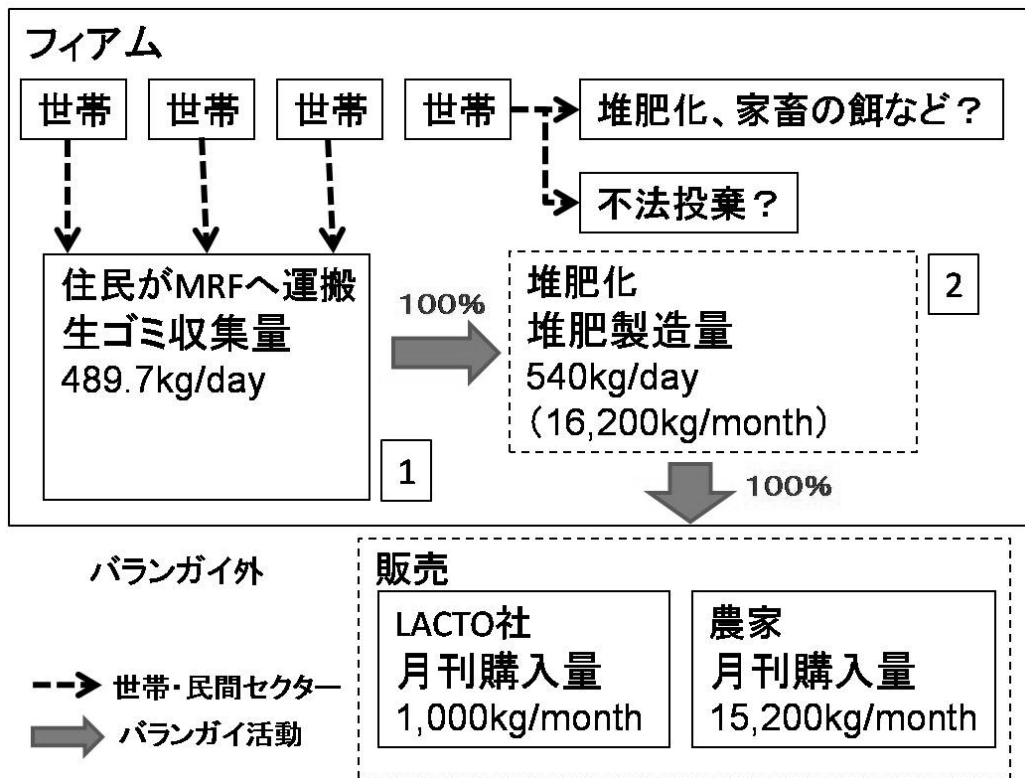 フィアム
世帯
世帯
世帯
世帯
堆肥化、家畜の餌など？
不法投棄？
住民がMRFへ運搬
生ゴミ収集量
489.7kg/day
1
100%
堆肥化
堆肥製造量
540kg/day
（16,200kg/month）
2
100%
バランガイ外
世帯・民間セクター
バランガイ活動
販売
LACTO社
月刊購入量
1,000kg/month
農家
月刊購入量
15,200kg/month